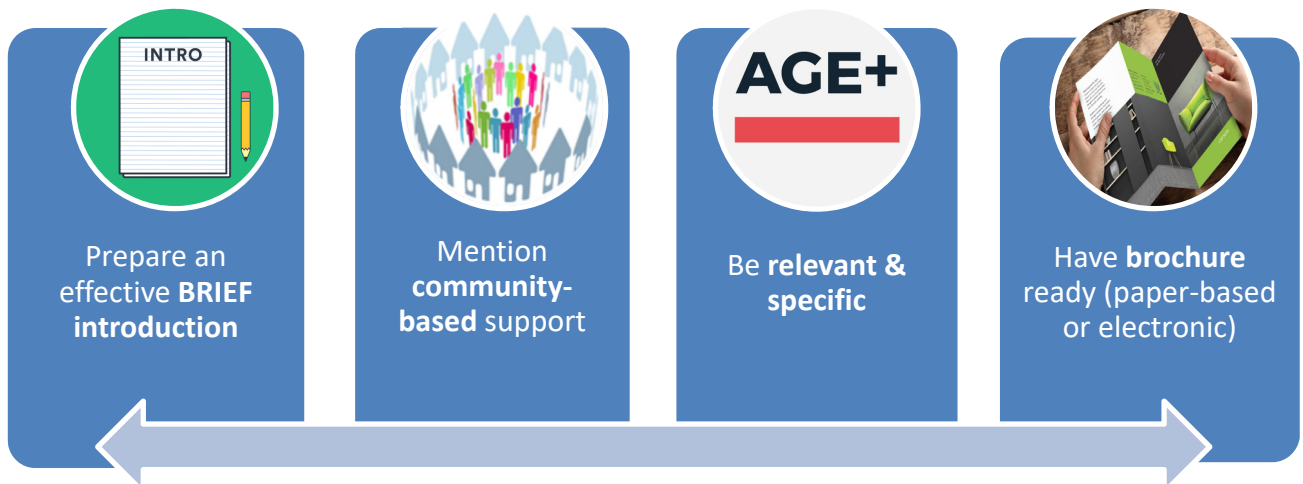 INTRO
Prepare an
effective BRIEF
introduction
Mention
community-
based support
AGE+
Be relevant &
specific
Have brochure
ready (paper-based
or electronic)